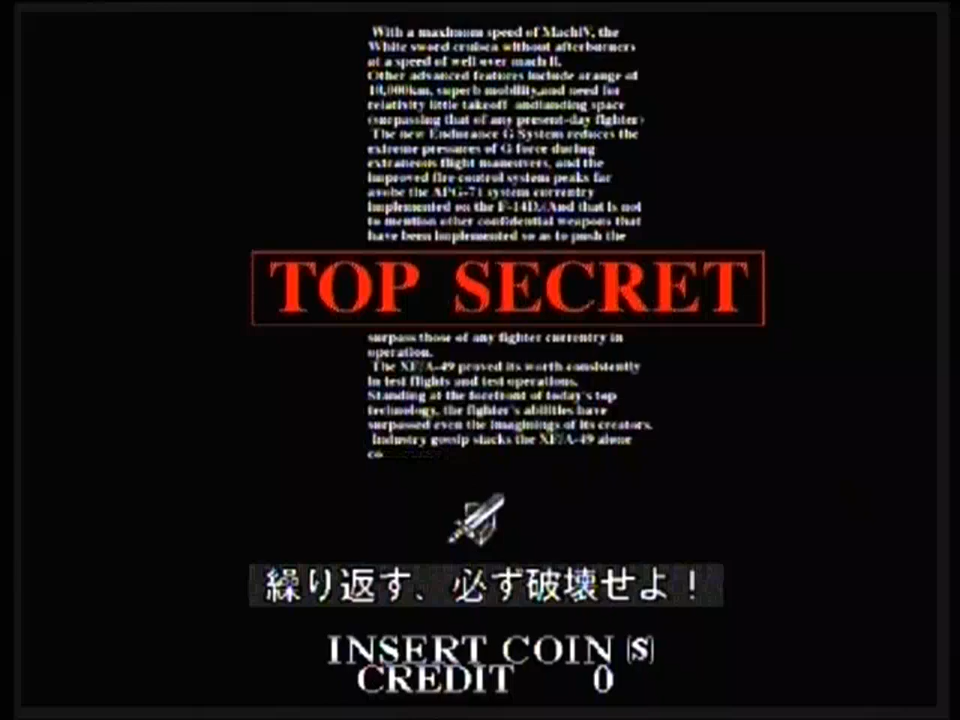 With a maximum speed of MachIV, the
White sword cruises without afterburners
at a speed of well over mach II.
Other advanced features include arange of
10,000km, superb mobility,and need for
relativity little takeoff andlanding space
(surpassing that of any present-day fighter)
The new Endurance G System reduces the
extreme pressures of G force during
extraneous flight maneuvers, and the
improved fire control system peaks far
avobe the APG-71 system currentry
implemented on the F-14D.(And that is not
to mention other confidential weapons that
have been implemented so as to push the
TOP SECRET
surpass those of any fighter currentry in
operation.
The XF/A-49 proved its worth consistently
in test flights and test operations.
Standing at the forefront of today's top
technology, the fighter's abilities have
surpassed even the imaginings of its creators.
Industry gossip stacks the XF/A-49 alone
co
繰り返す、必ず破壊せよ！
INSERT COIN (S)
CREDIT 0